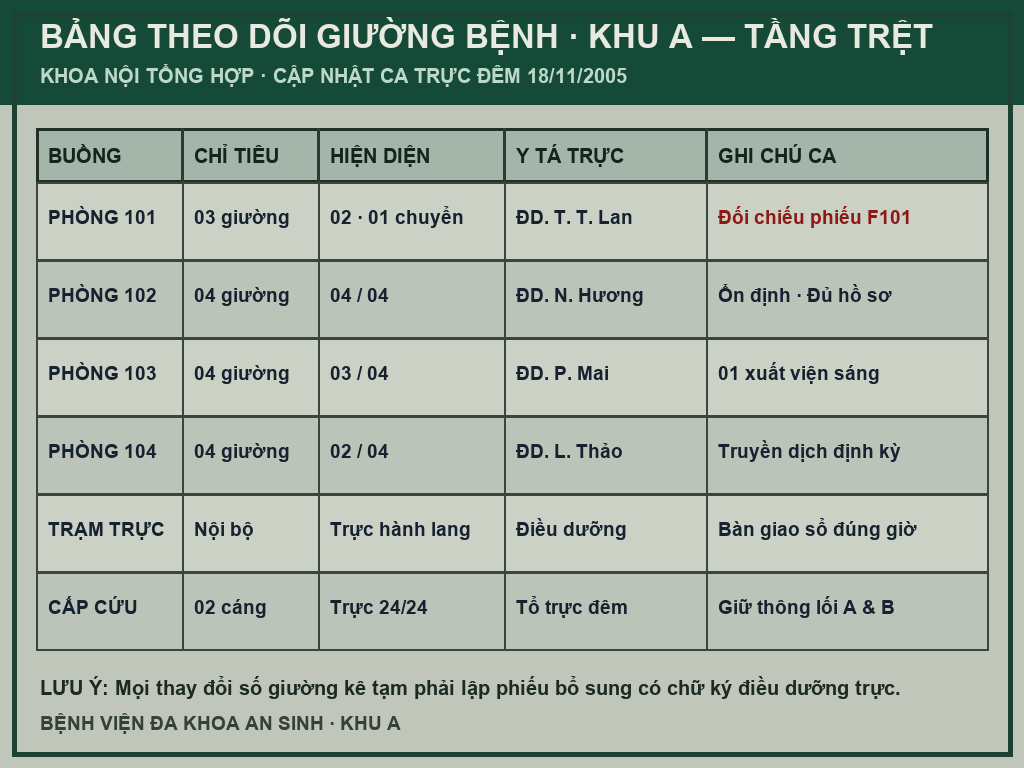 BẢNG THEO DÕI GIƯỜNG BỆNH · KHU A — TẦNG TRỆT
KHOA NỘI TỔNG HỢP · CẬP NHẬT CA TRỰC ĐÊM 18/11/2005
BUỒNG CHỈ TIÊU HIỆN DIỆN Y TÁ TRỰC GHI CHÚ CA
PHÒNG 101 03 giường 02 · 01 chuyển ĐD. T. T. Lan Đối chiếu phiếu F101
PHÒNG 102 04 giường 04 / 04 ĐD. N. Hương Ổn định · Đủ hồ sơ
PHÒNG 103 04 giường 03 / 04 ĐD. P. Mai 01 xuất viện sáng
PHÒNG 104 04 giường 02 / 04 ĐD. L. Thảo Truyền dịch định kỳ
TRẠM TRỰC Nội bộ Trực hành lang Điều dưỡng Bàn giao sổ đúng giờ
CẤP CỨU 02 cáng Trực 24/24 Tổ trực đêm Giữ thông lối A & B
LƯU Ý: Mọi thay đổi số giường kê tạm phải lập phiếu bổ sung có chữ ký điều dưỡng trực.
BỆNH VIỆN ĐA KHOA AN SINH · KHU A